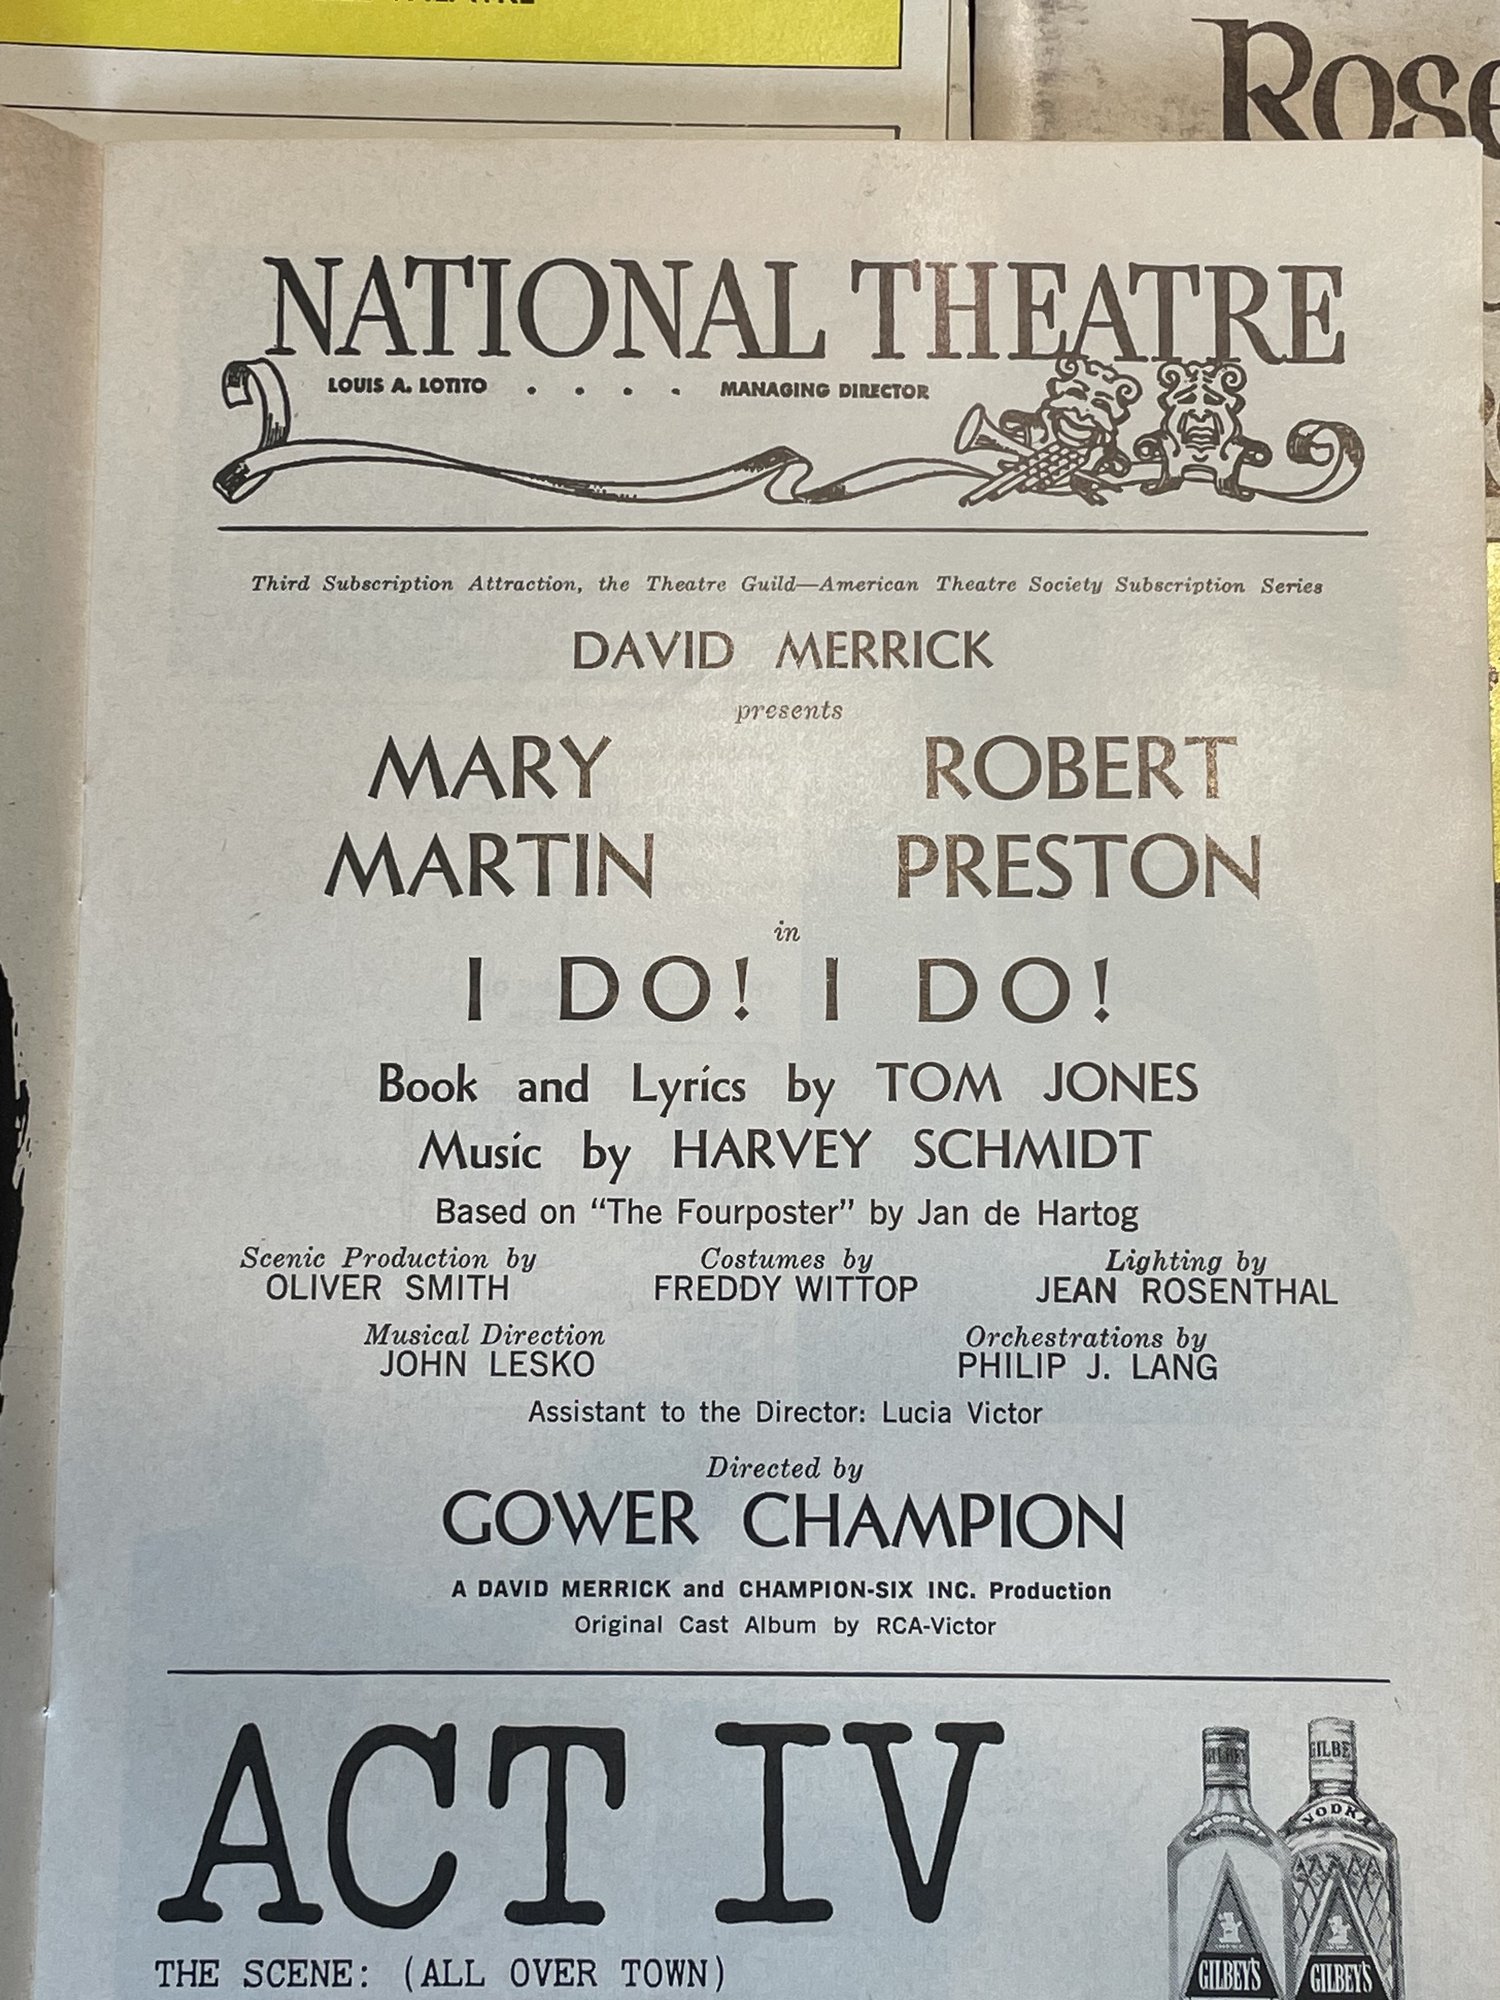 Rose
NATIONAL THEATRE
LOUIS A. LOTITO . . . . MANAGING DIRECTOR
Third Subscription Attraction, the Theatre Guild—American Theatre Society Subscription Series
DAVID MERRICK
presents
MARY ROBERT
MARTIN PRESTON
in
I DO! I DO!
Book and Lyrics by TOM JONES
Music by HARVEY SCHMIDT
Based on “The Fourposter” by Jan de Hartog
Scenic Production by Costumes by Lighting by
OLIVER SMITH FREDDY WITTOP JEAN ROSENTHAL
Musical Direction Orchestrations by
JOHN LESKO PHILIP J. LANG
Assistant to the Director: Lucia Victor
Directed by
GOWER CHAMPION
A DAVID MERRICK and CHAMPION-SIX INC. Production
Original Cast Album by RCA-Victor
ACT IV
VODKA
THE SCENE: (ALL OVER TOWN)
GILBEY'S GILBEY'S